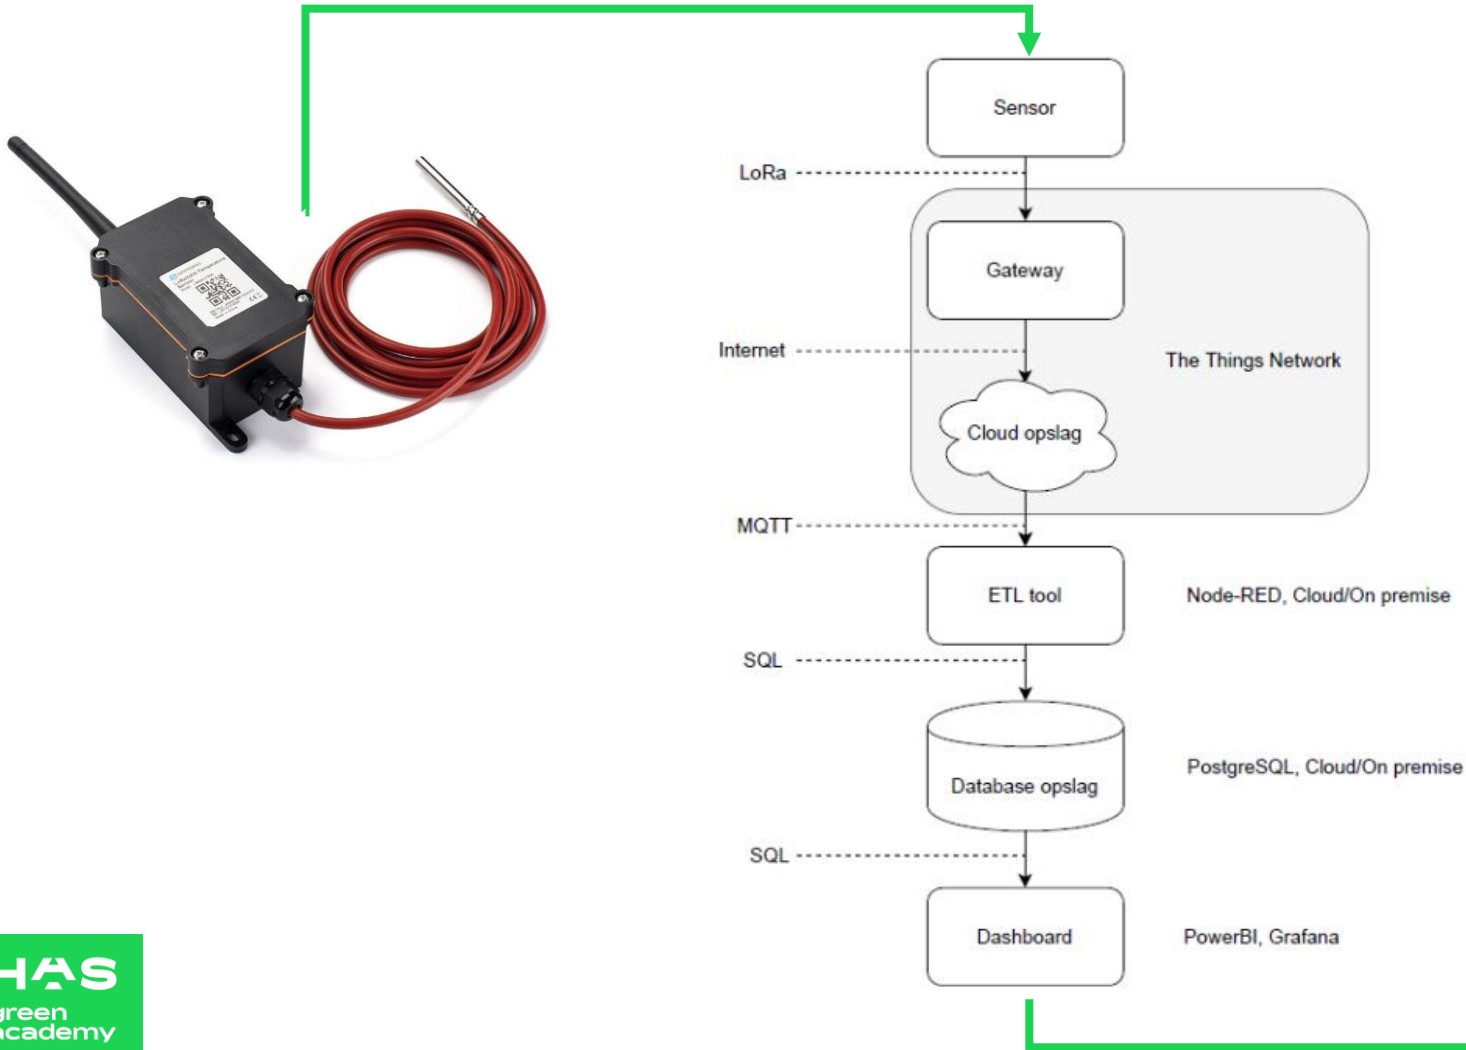 Sensor
LoRa
Gateway
Internet
The Things Network
Cloud opslag
MQTT
ETL tool
Node-RED, Cloud/On premise
SQL
PostgreSQL, Cloud/On premise
Database opslag
SQL
Dashboard
PowerBI, Grafana
HAS
green
academy